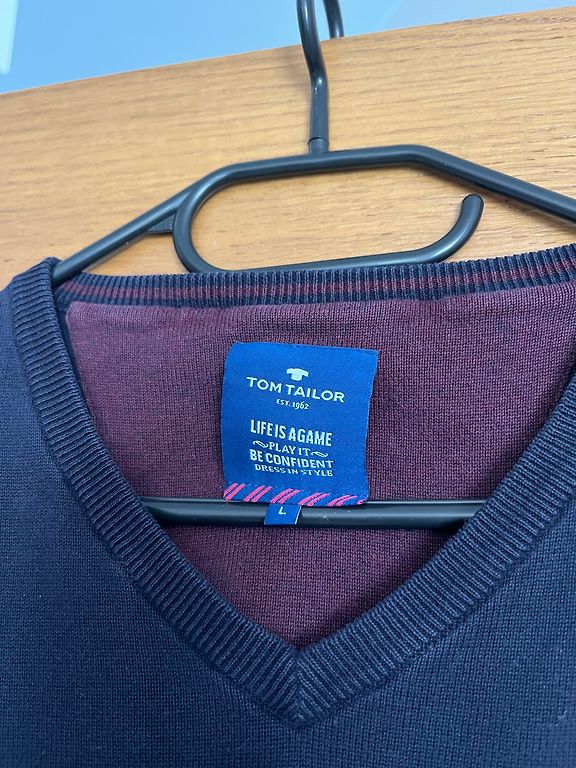 TOM TAILOR
EST. 1962
LIFE IS A GAME
PLAY IT
BE CONFIDENT
DRESS IN STYLE
L